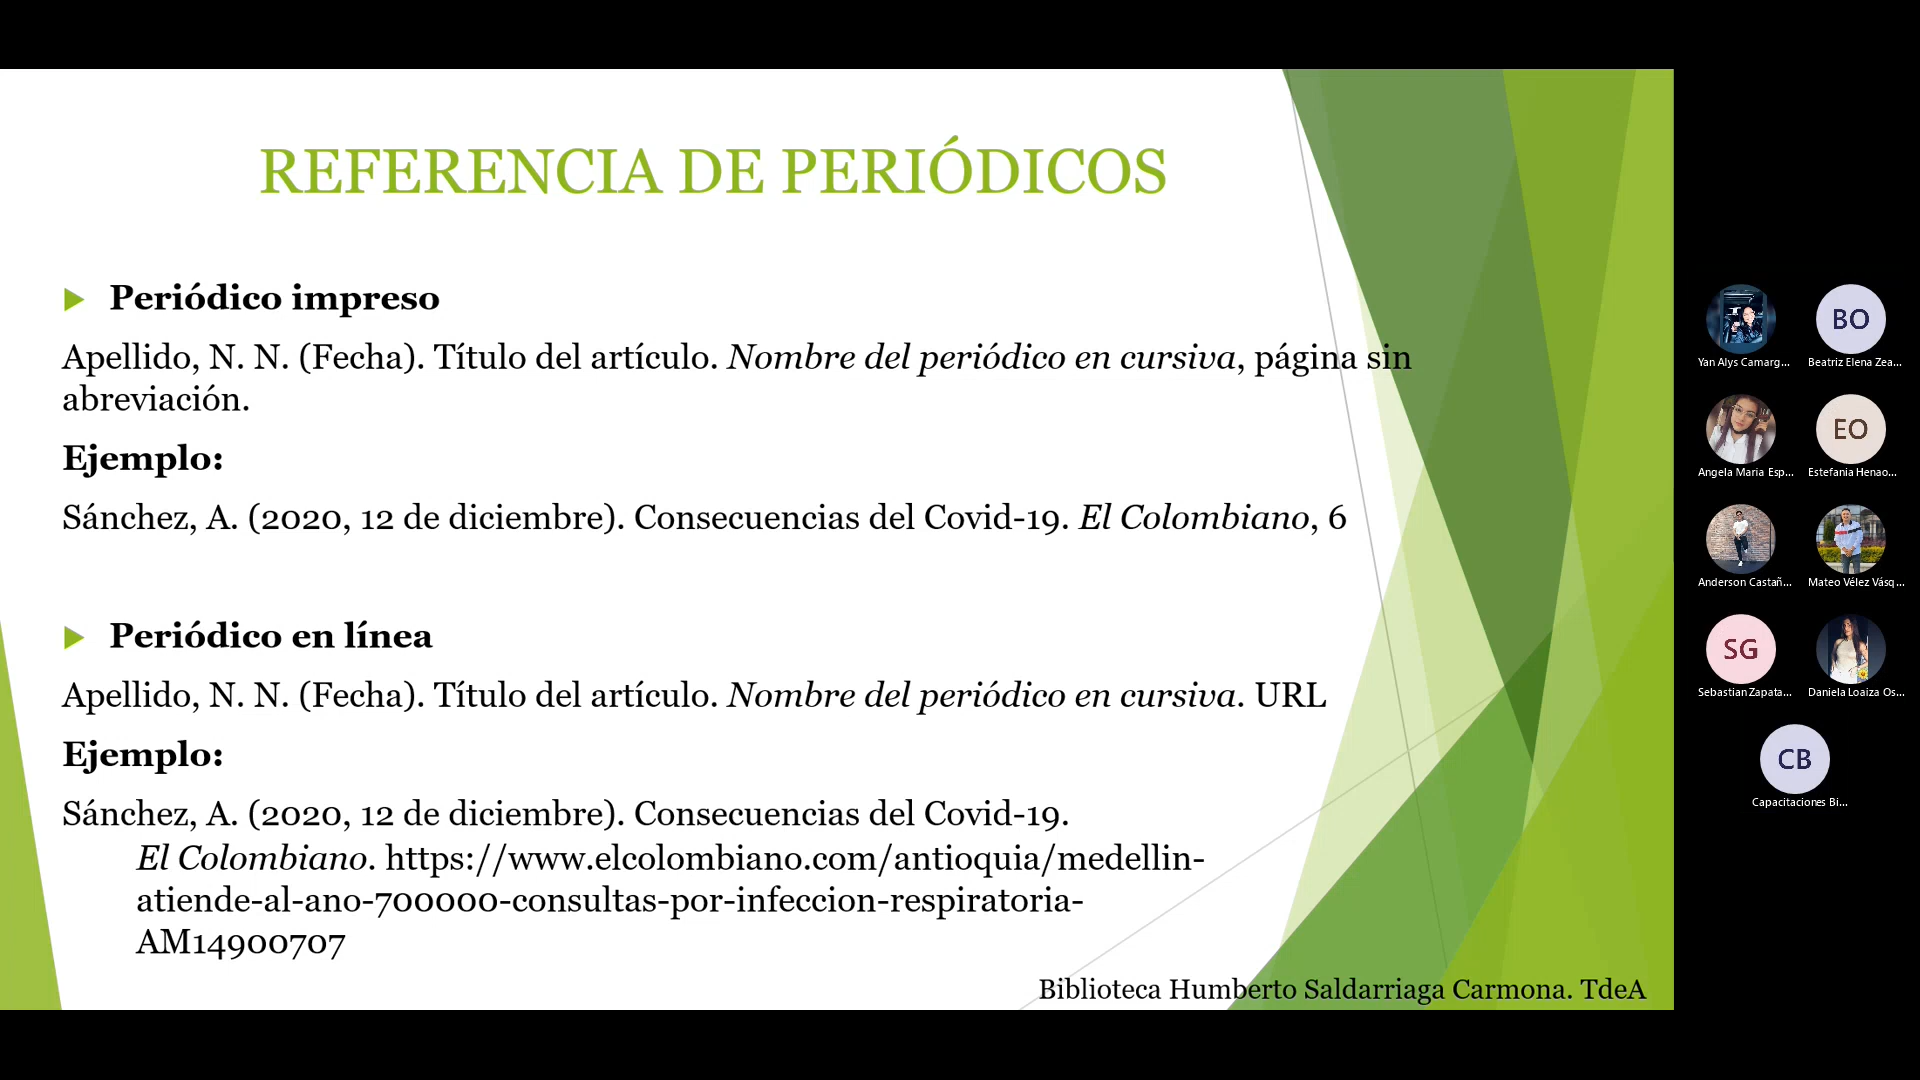 REFERENCIA DE PERIÓDICOS
Periódico impreso
Apellido, N. N. (Fecha). Título del artículo. Nombre del periódico en cursiva, página sin
abreviación.
Ejemplo:
Sánchez, A. (2020, 12 de diciembre). Consecuencias del Covid-19. El Colombiano, 6
Periódico en línea
Apellido, N. N. (Fecha). Título del artículo. Nombre del periódico en cursiva. URL
Ejemplo:
Sánchez, A. (2020, 12 de diciembre). Consecuencias del Covid-19.
El Colombiano. https://www.elcolombiano.com/antioquia/medellin-
atiende-al-ano-700000-consultas-por-infeccion-respiratoria-
AM14900707
Biblioteca Humberto Saldarriaga Carmona. TdeA
BO
Yan Alys Camarg...
Beatriz Elena Zea...
EO
Angela Maria Esp...
Estefania Henao...
Anderson Castañ...
Mateo Vélez Vásq...
SG
Sebastian Zapata...
Daniela Loaiza Os...
CB
Capacitaciones Bi...